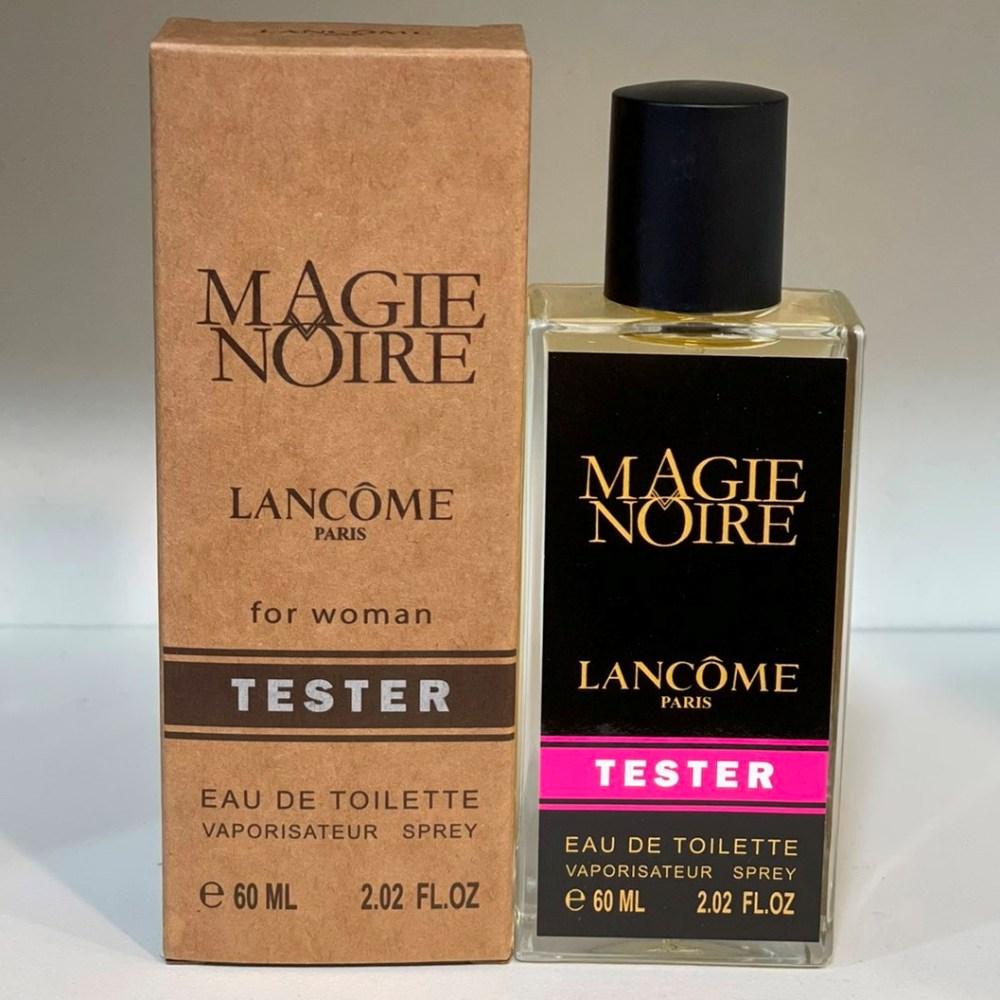 LANCÔME
MAGIE
NOIRE
LANCÔME
PARIS
for woman
TESTER
EAU DE TOILETTE
VAPORISATEUR SPREY
e 60 ML 2.02 FL.OZ
MAGIE
NOIRE
LANCÔME
PARIS
TESTER
EAU DE TOILETTE
VAPORISATEUR SPREY
e 60 ML 2.02 FL.OZ